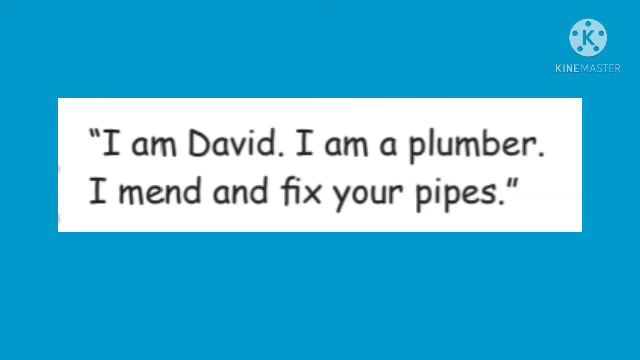 KINEMASTER
“I am David. I am a plumber.
I mend and fix your pipes.”